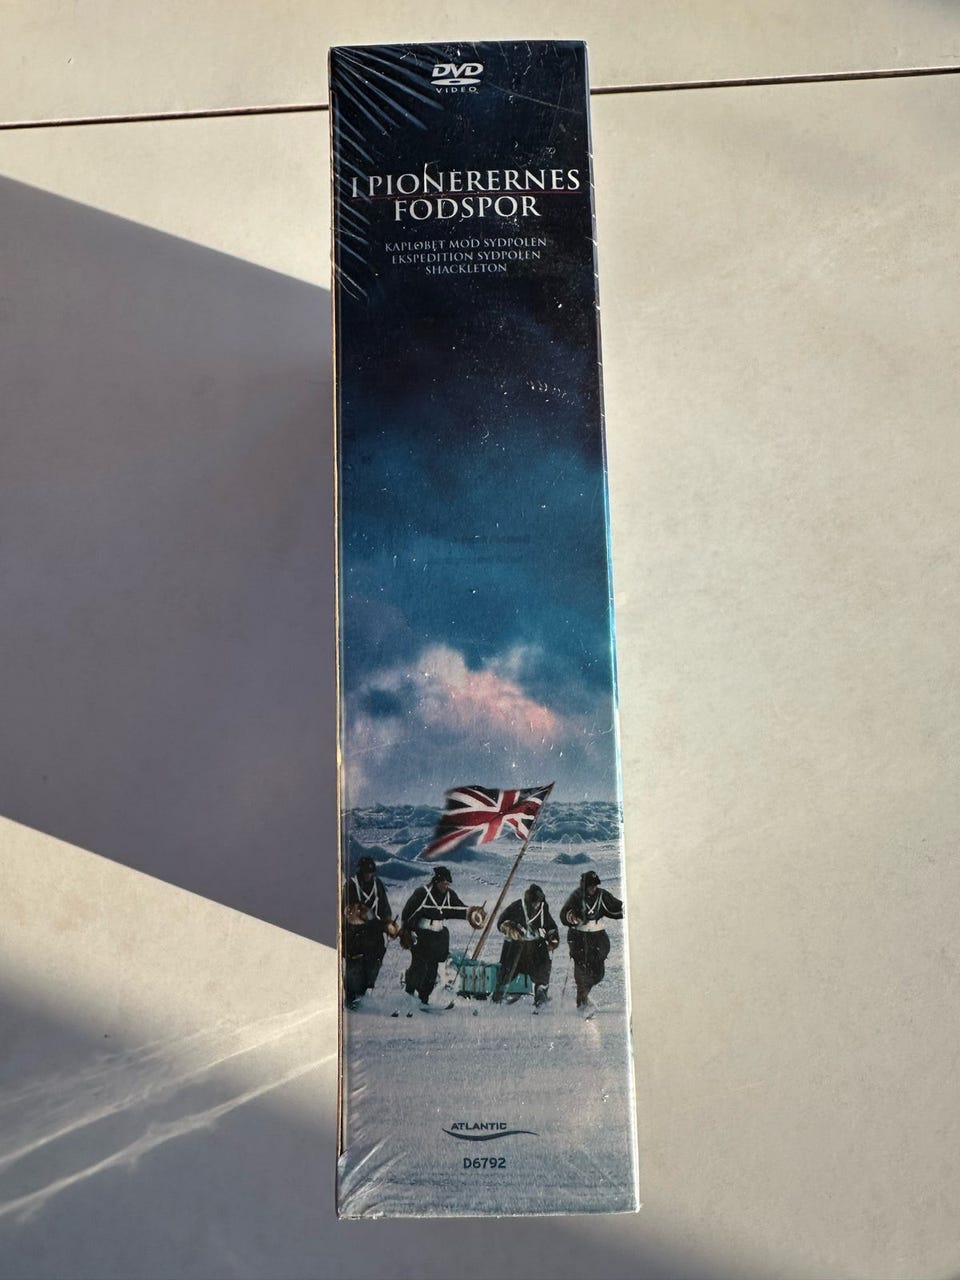 DVD
VIDEO
I PIONERERNES
FODSPOR
KAPLØBET MOD SYDPOLEN
EKSPEDITION SYDPOLEN
SHACKLETON
ATLANTIC
D6792